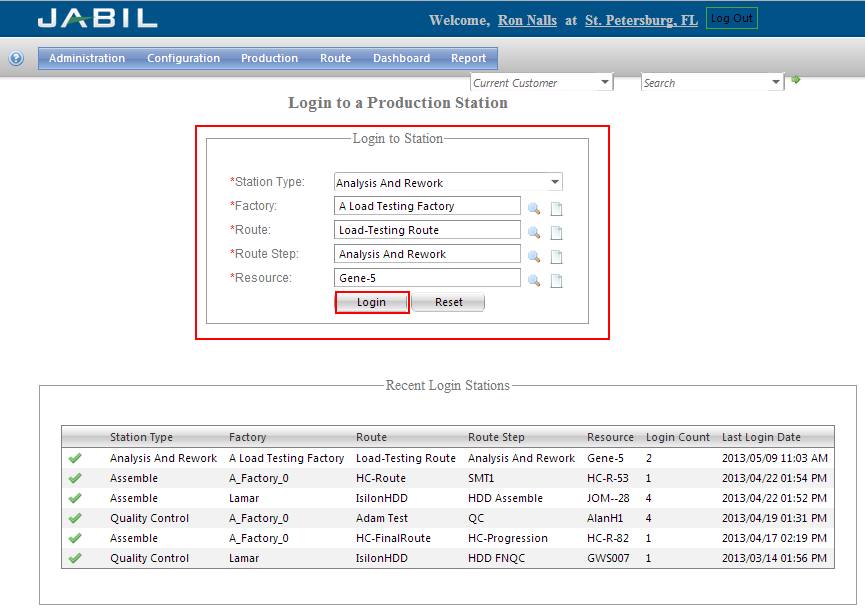 JABIL
Welcome, Ron Nalls at St. Petersburg, FL Log Out
Administration Configuration Production Route Dashboard Report
Current Customer Search
Login to a Production Station
Login to Station
*Station Type: Analysis And Rework
*Factory: A Load Testing Factory
*Route: Load-Testing Route
*Route Step: Analysis And Rework
*Resource: Gene-5
Login Reset
Recent Login Stations
Station Type Factory Route Route Step Resource Login Count Last Login Date
Analysis And Rework A Load Testing Factory Load-Testing Route Analysis And Rework Gene-5 2 2013/05/09 11:03 AM
Assemble A_Factory_0 HC-Route SMT1 HC-R-53 1 2013/04/22 01:54 PM
Assemble Lamar IsilonHDD HDD Assemble JOM--28 4 2013/04/22 01:52 PM
Quality Control A_Factory_0 Adam Test QC AlanH1 4 2013/04/19 01:31 PM
Assemble A_Factory_0 HC-FinalRoute HC-Progression HC-R-82 1 2013/04/17 02:19 PM
Quality Control Lamar IsilonHDD HDD FNQC GWS007 1 2013/03/14 01:56 PM